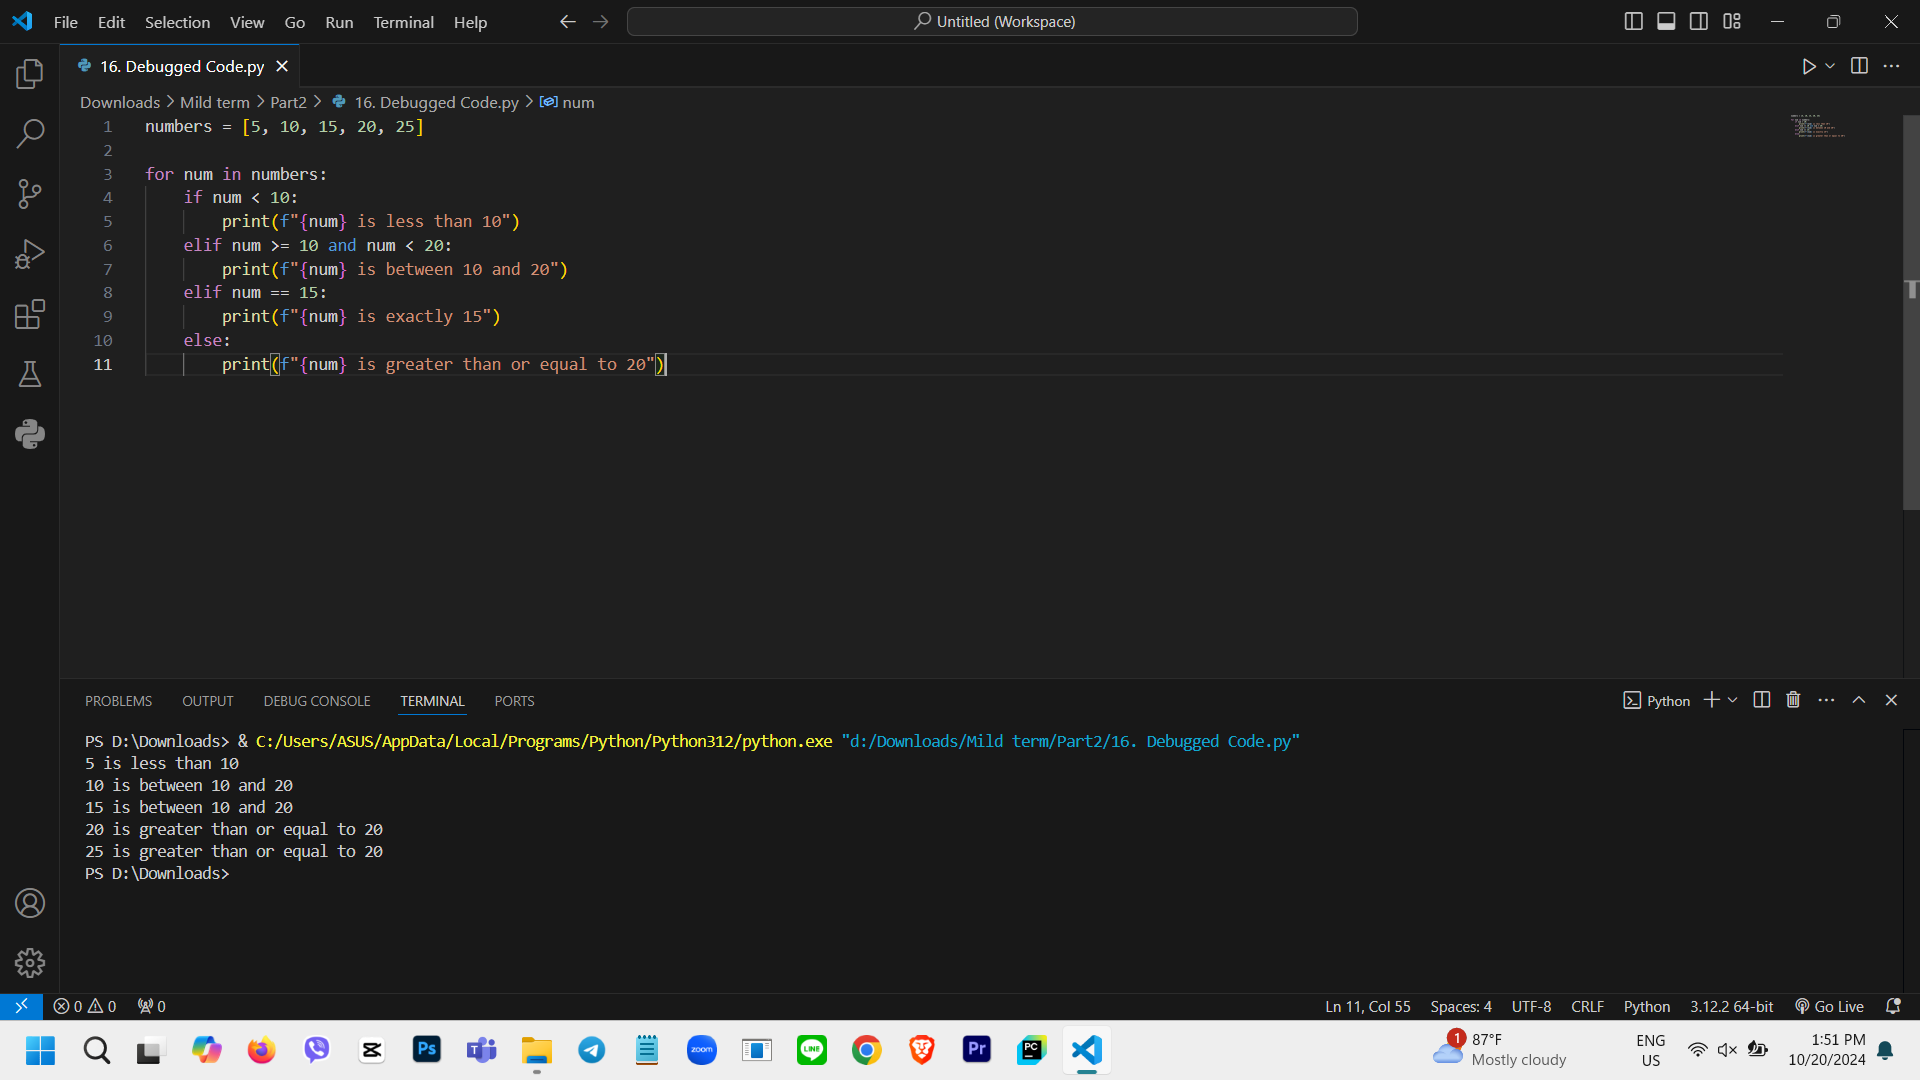 File Edit Selection View Go Run Terminal Help
Untitled (Workspace)
16. Debugged Code.py
Downloads > Mild term > Part2 > 16. Debugged Code.py > num
1 numbers = [5, 10, 15, 20, 25]
2
3 for num in numbers:
4 if num < 10:
5 print(f"{num} is less than 10")
6 elif num >= 10 and num < 20:
7 print(f"{num} is between 10 and 20")
8 elif num == 15:
9 print(f"{num} is exactly 15")
10 else:
11 print(f"{num} is greater than or equal to 20")
PROBLEMS OUTPUT DEBUG CONSOLE TERMINAL PORTS
Python
PS D:\Downloads> & C:/Users/ASUS/AppData/Local/Programs/Python/Python312/python.exe "d:/Downloads/Mild term/Part2/16. Debugged Code.py"
5 is less than 10
10 is between 10 and 20
15 is between 10 and 20
20 is greater than or equal to 20
25 is greater than or equal to 20
PS D:\Downloads>
0 0 0
Ln 11, Col 55 Spaces: 4 UTF-8 CRLF Python 3.12.2 64-bit Go Live
Ps
T
zoom
LINE
Pr
PC
1
87°F
Mostly cloudy
ENG
US
1:51 PM
10/20/2024